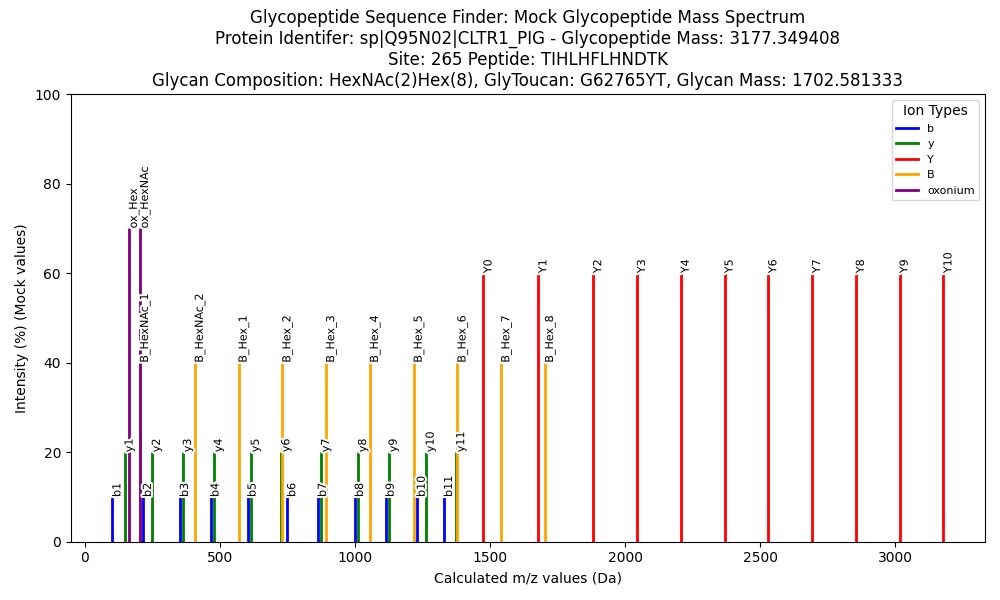 Glycopeptide Sequence Finder: Mock Glycopeptide Mass Spectrum
Protein Identifer: sp|Q95N02|CLTR1_PIG - Glycopeptide Mass: 3177.349408
Site: 265 Peptide: TIHLHFLHNDTK
Glycan Composition: HexNAc(2)Hex(8), GlyToucan: G62765YT, Glycan Mass: 1702.581333
100
80
60
40
20
0
Intensity (%) (Mock values)
Ion Types
b
y
Y
B
oxonium
ox_Hex
ox_HexNAc
Y0
Y1
Y2
Y3
Y4
Y5
Y6
Y7
Y8
Y9
Y10
B_HexNAc_1
B_HexNAc_2
B_Hex_1
B_Hex_2
B_Hex_3
B_Hex_4
B_Hex_5
B_Hex_6
B_Hex_7
B_Hex_8
y1
y2
y3
y4
y5
y6
y7
y8
y9
y10
y11
b1
b2
b3
b4
b5
b6
b7
b8
b9
b10
b11
0
500
1000
1500
2000
2500
3000
Calculated m/z values (Da)